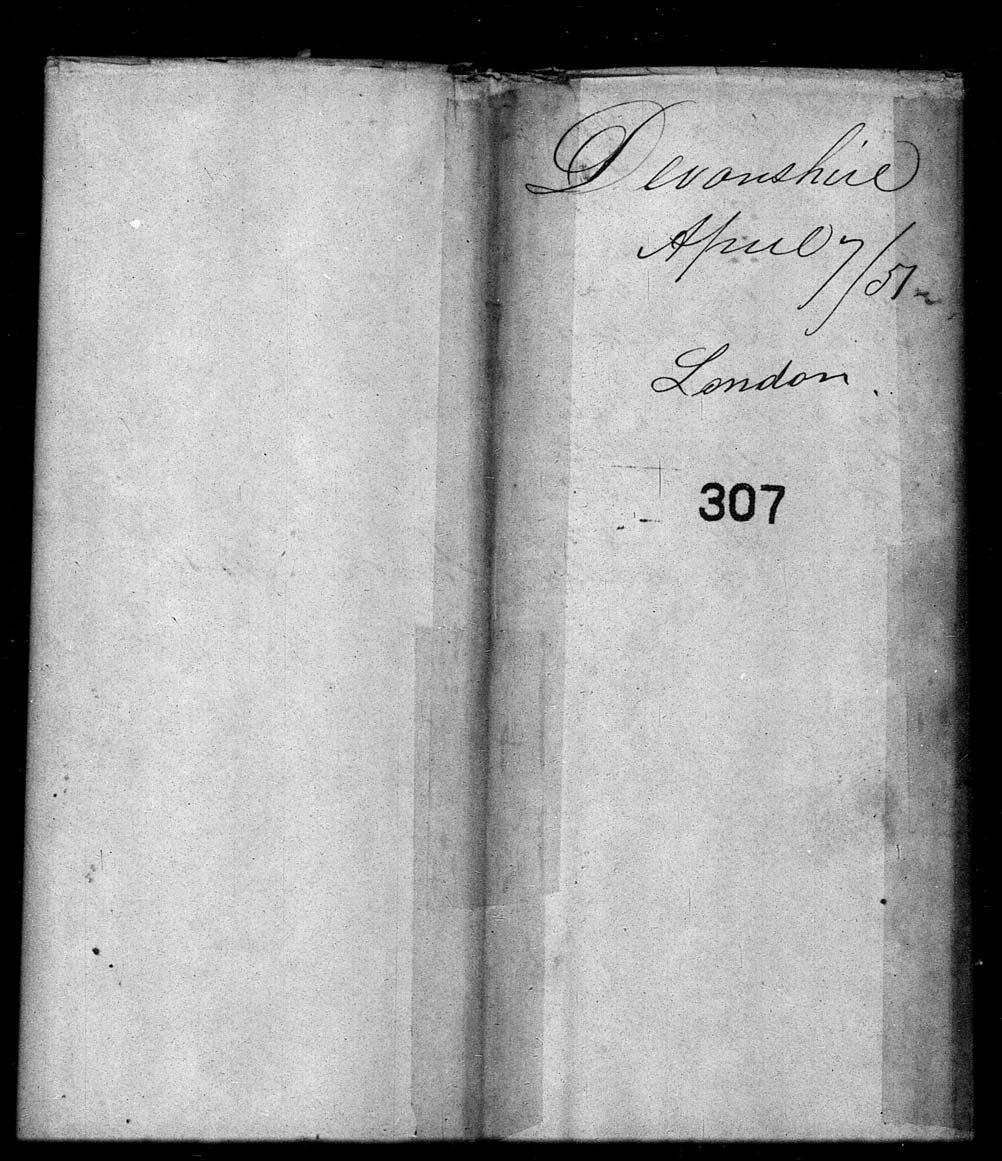 Devonshire
April 7/51
London.
307